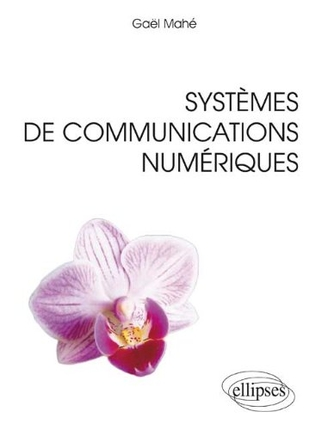 Gaël Mahé
SYSTÈMES
DE COMMUNICATIONS
NUMÉRIQUES
ellipses